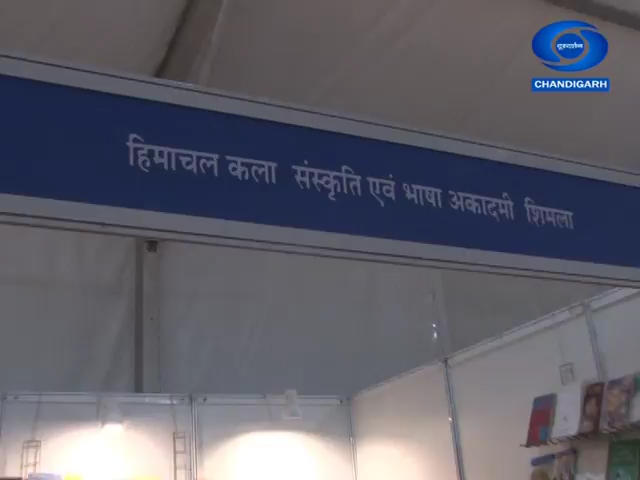 दूरदर्शन
CHANDIGARH
हिमाचल कला संस्कृति एवं भाषा अकादमी शिमला